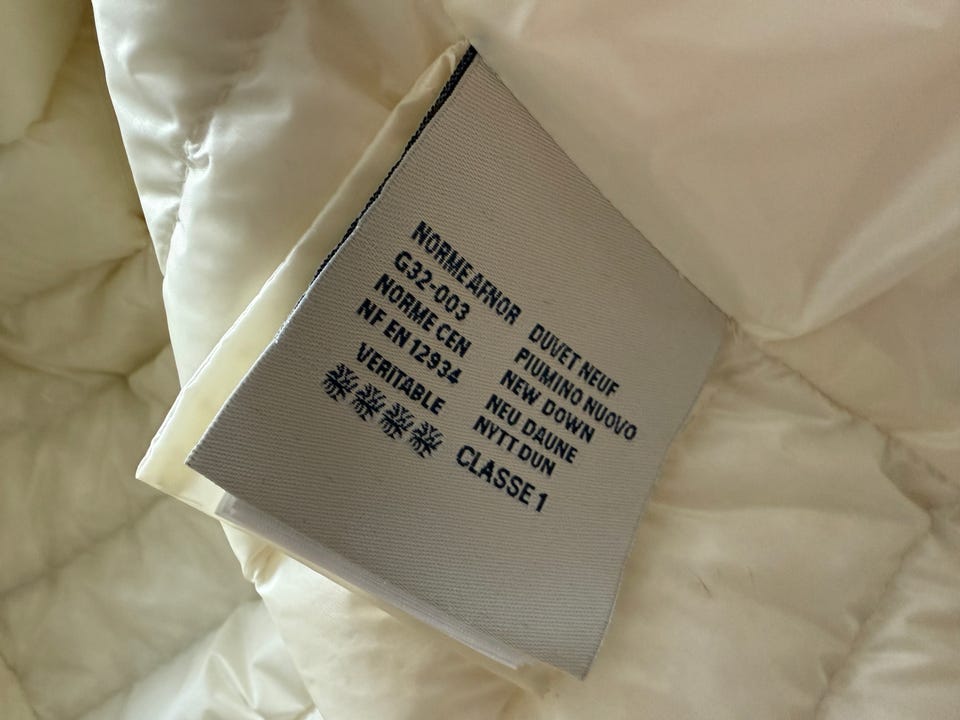 NORME AFNOR
G32-003
NORME CEN
NF EN 12934
VERITABLE
DUVET NEUF
PIUMINO NUOVO
NEW DOWN
NEU DAUNE
NYTT DUN
CLASSE 1